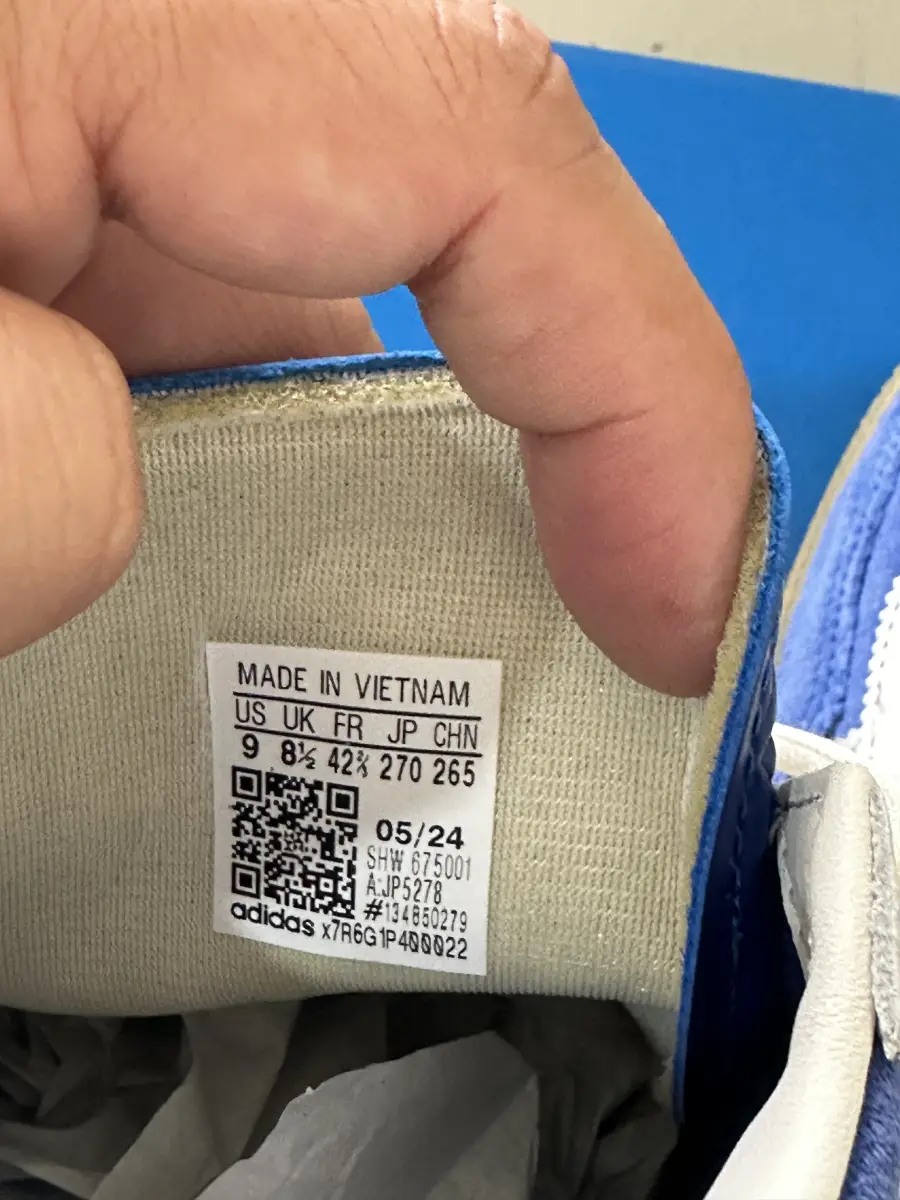 MADE IN VIETNAM
US UK FR JP CHN
9 8½ 42⅔ 270 265
05/24
SHW 675001
A:JP5278
#134850279
adidas x7R6G1P400022